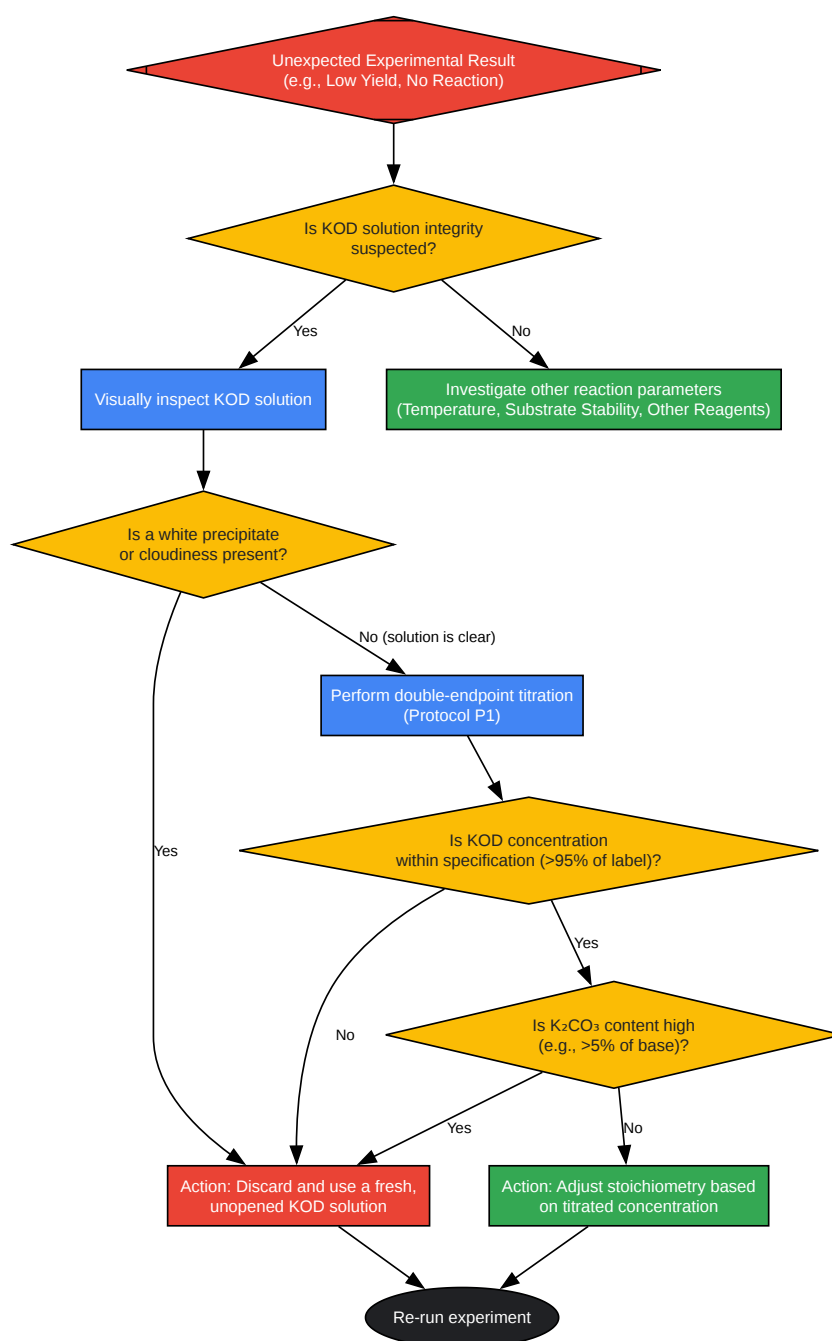 Unexpected Experimental Result
(e.g., Low Yield, No Reaction)
Is KOD solution integrity
suspected?
Yes
No
Visually inspect KOD solution
Investigate other reaction parameters
(Temperature, Substrate Stability, Other Reagents)
Is a white precipitate
or cloudiness present?
No (solution is clear)
Perform double-endpoint titration
(Protocol P1)
Yes
Is KOD concentration
within specification (>95% of label)?
Yes
No
Is K₂CO₃ content high
(e.g., >5% of base)?
Yes
No
Action: Discard and use a fresh,
unopened KOD solution
Action: Adjust stoichiometry based
on titrated concentration
Re-run experiment